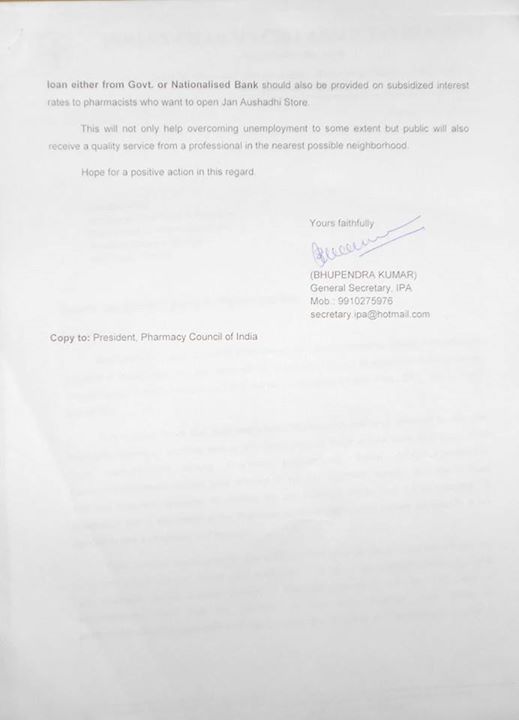 loan either from Govt. or Nationalised Bank should also be provided on subsidized interest
rates to pharmacists who want to open Jan Aushadhi Store.
This will not only help overcoming unemployment to some extent but public will also
receive a quality service from a professional in the nearest possible neighborhood.
Hope for a positive action in this regard.
Yours faithfully
(BHUPENDRA KUMAR)
General Secretary, IPA
Mob.: 9910275976
secretary.ipa@hotmail.com
Copy to: President, Pharmacy Council of India